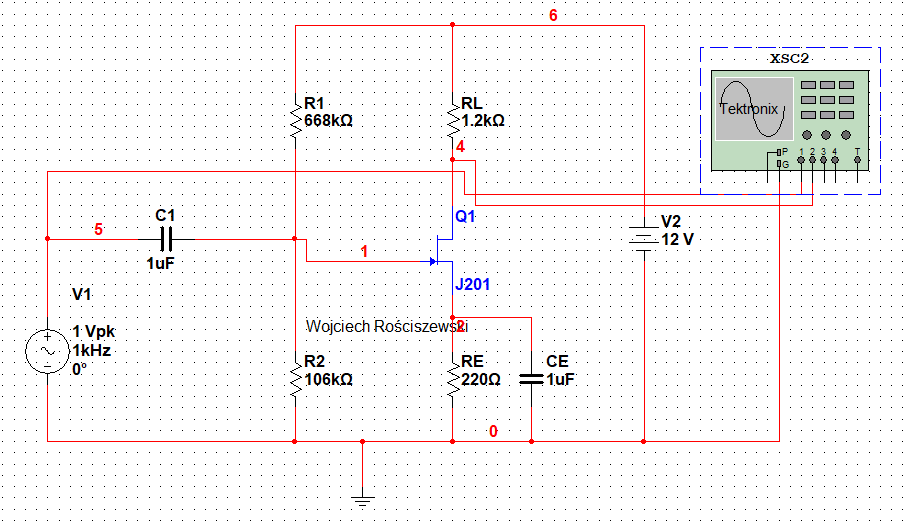 6
XSC2
Tektronix
P
G
1 2 3 4 T
R1
668kΩ
RL
1.2kΩ
4
Q1
V2
12 V
C1
5
1uF
1
J201
V1
1 Vpk
1kHz
0°
Wojciech Rościszewski
2
R2
106kΩ
RE
220Ω
CE
1uF
0